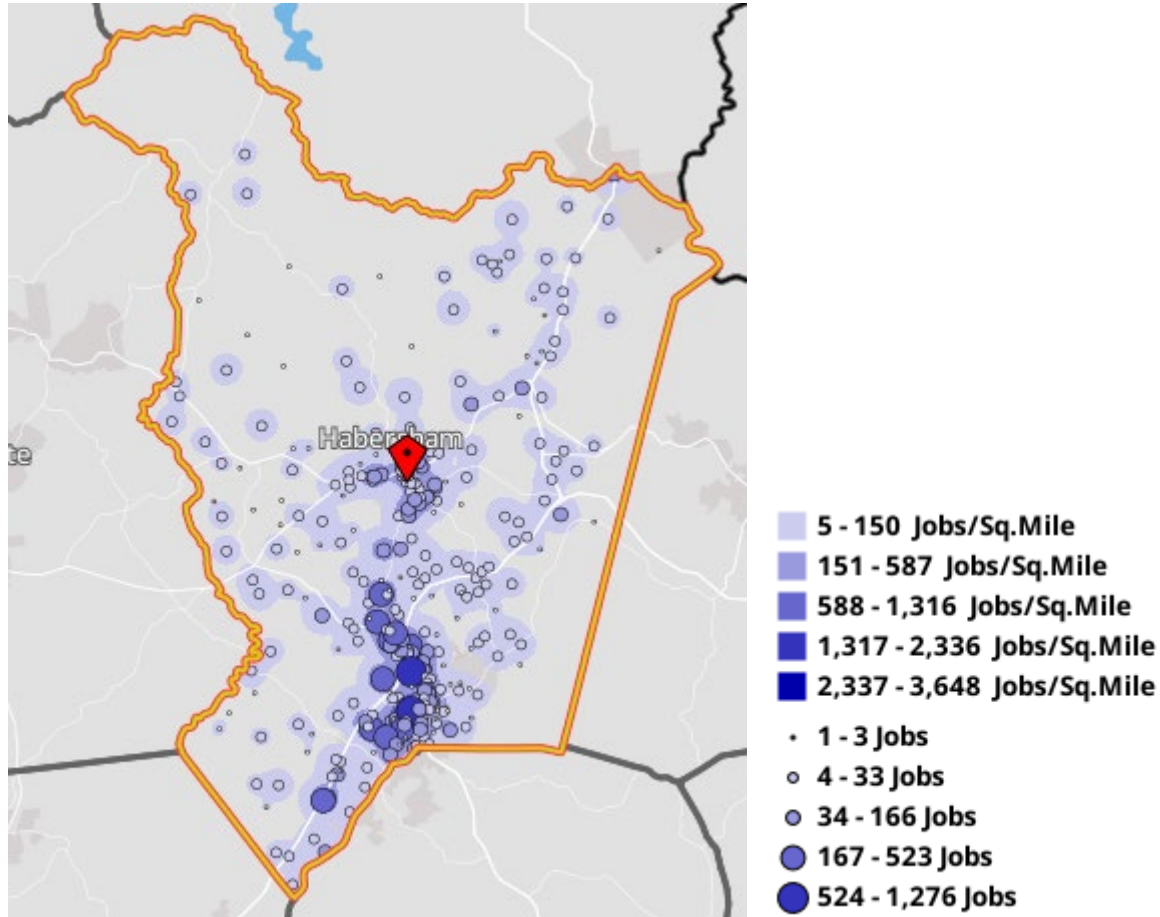 Habersham
ce
5 - 150 Jobs/Sq.Mile
151 - 587 Jobs/Sq.Mile
588 - 1,316 Jobs/Sq.Mile
1,317 - 2,336 Jobs/Sq.Mile
2,337 - 3,648 Jobs/Sq.Mile
1 - 3 Jobs
4 - 33 Jobs
34 - 166 Jobs
167 - 523 Jobs
524 - 1,276 Jobs